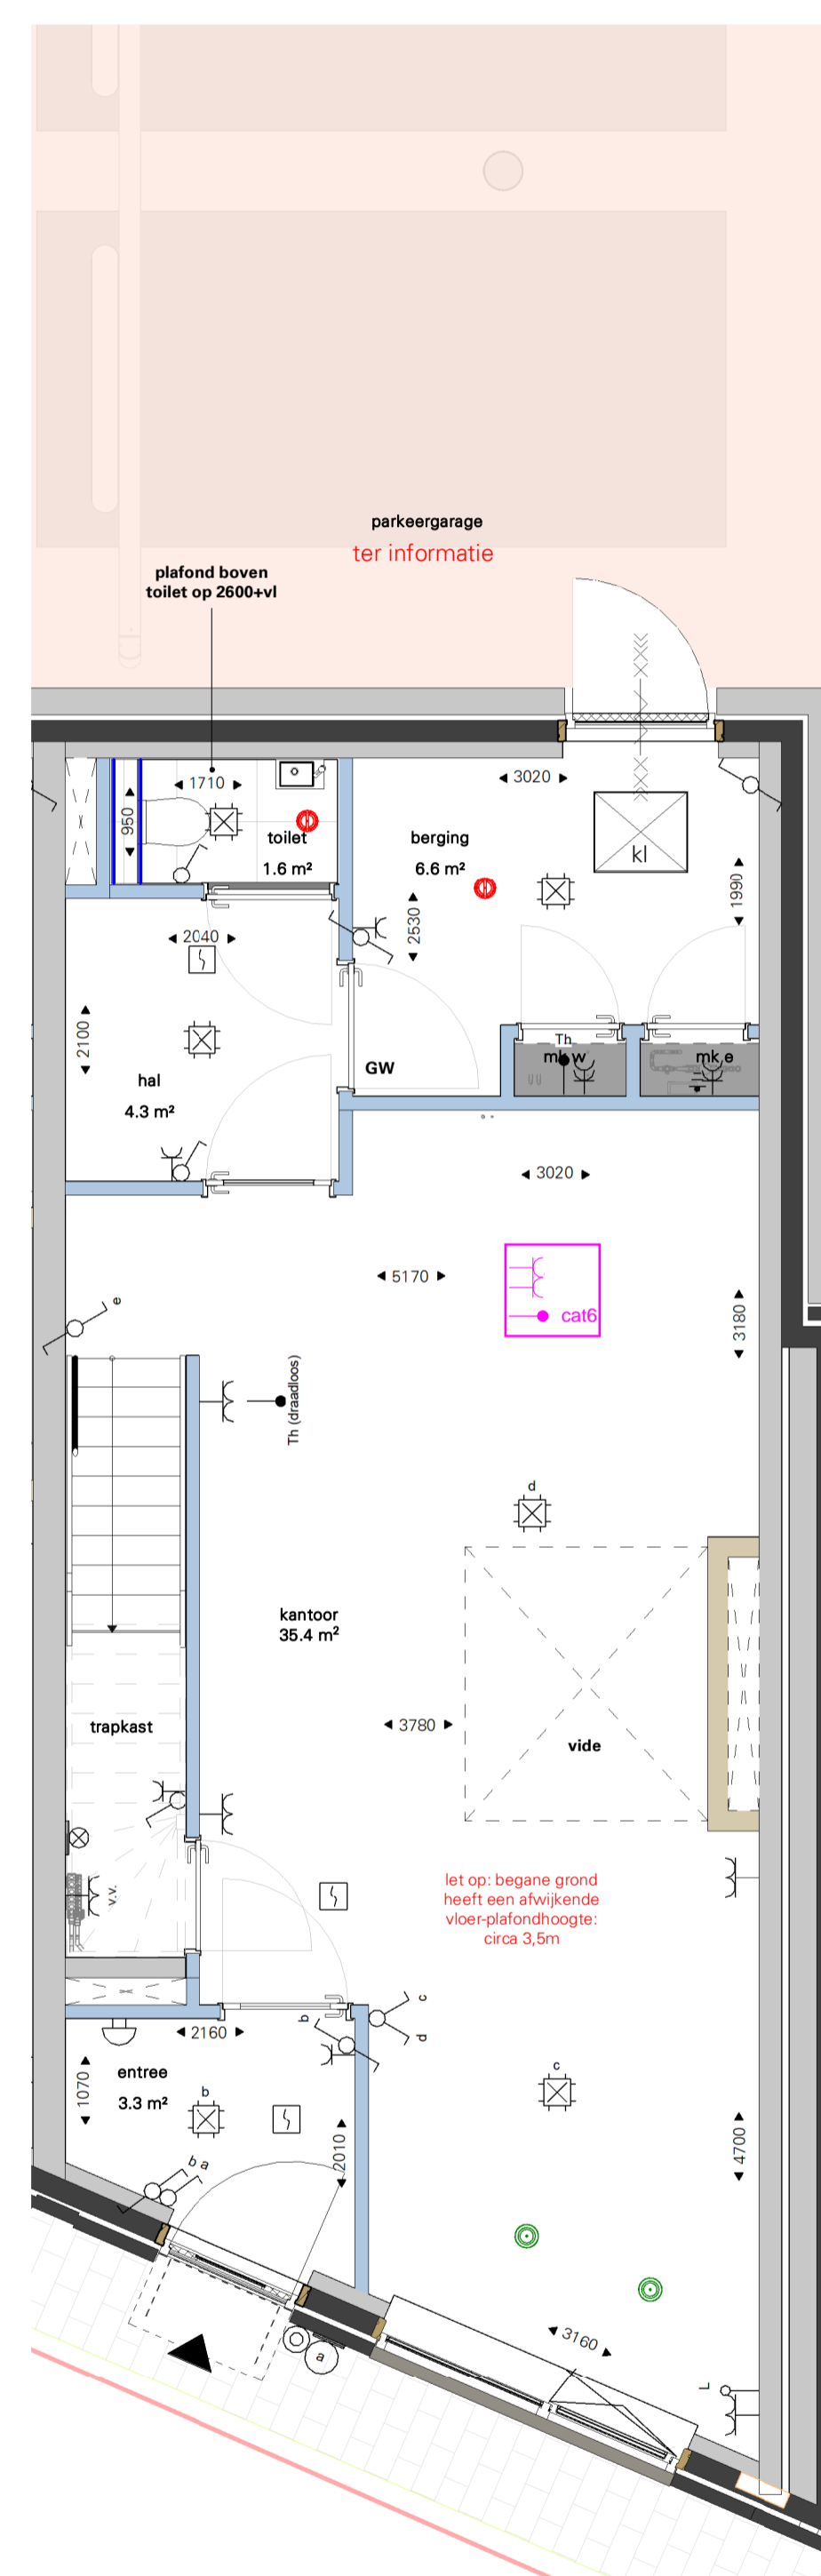 parkeergarage
ter informatie
plafond boven
toilet op 2600+vl
1710
950
toilet
1.6 m²
3020
berging
6.6 m²
kl
1990
2530
2040
2100
hal
4.3 m²
GW
Th
mk w
mk e
3020
5170
cat6
3180
e
Th (draadloos)
d
kantoor
35.4 m²
trapkast
3780
vide
v.v.
let op: begane grond
heeft een afwijkende
vloer-plafondhoogte:
circa 3,5m
b
c
d
2160
entree
3.3 m²
1070
b
2010
c
4700
b a
3160
a
L